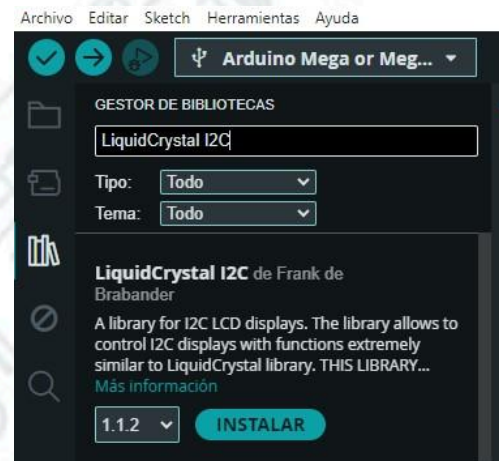 Archivo Editar Sketch Herramientas Ayuda
Arduino Mega or Meg...
GESTOR DE BIBLIOTECAS
LiquidCrystal I2C
Tipo: Todo
Tema: Todo
LiquidCrystal I2C de Frank de
Brabander
A library for I2C LCD displays. The library allows to
control I2C displays with functions extremely
similar to LiquidCrystal library. THIS LIBRARY...
Más información
1.1.2 INSTALAR